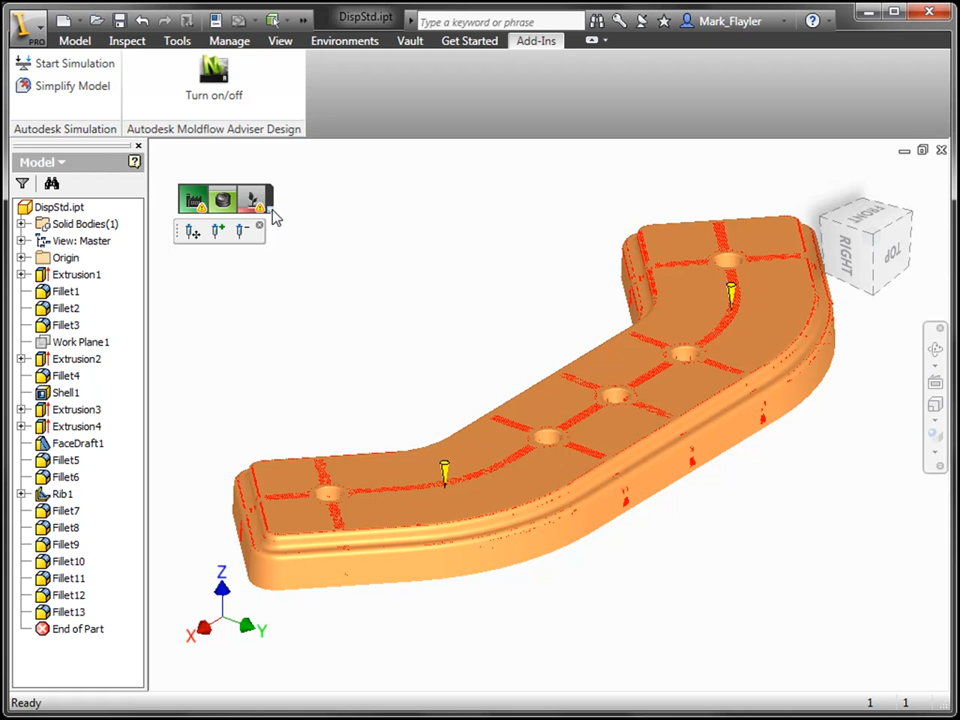 DispStd.ipt
Type a keyword or phrase
Mark_Flayler
PRO
Model Inspect Tools Manage View Environments Vault Get Started Add-Ins
Start Simulation
Simplify Model
Turn on/off
Autodesk Simulation
Autodesk Moldflow Adviser Design
Model
DispStd.ipt
Solid Bodies(1)
View: Master
Origin
Extrusion1
Fillet1
Fillet2
Fillet3
Work Plane1
Extrusion2
Fillet4
Shell1
Extrusion3
Extrusion4
FaceDraft1
Fillet5
Fillet6
Rib1
Fillet7
Fillet8
Fillet9
Fillet10
Fillet11
Fillet12
Fillet13
End of Part
FRONT
RIGHT
TOP
Z
X
Y
Ready
1 1